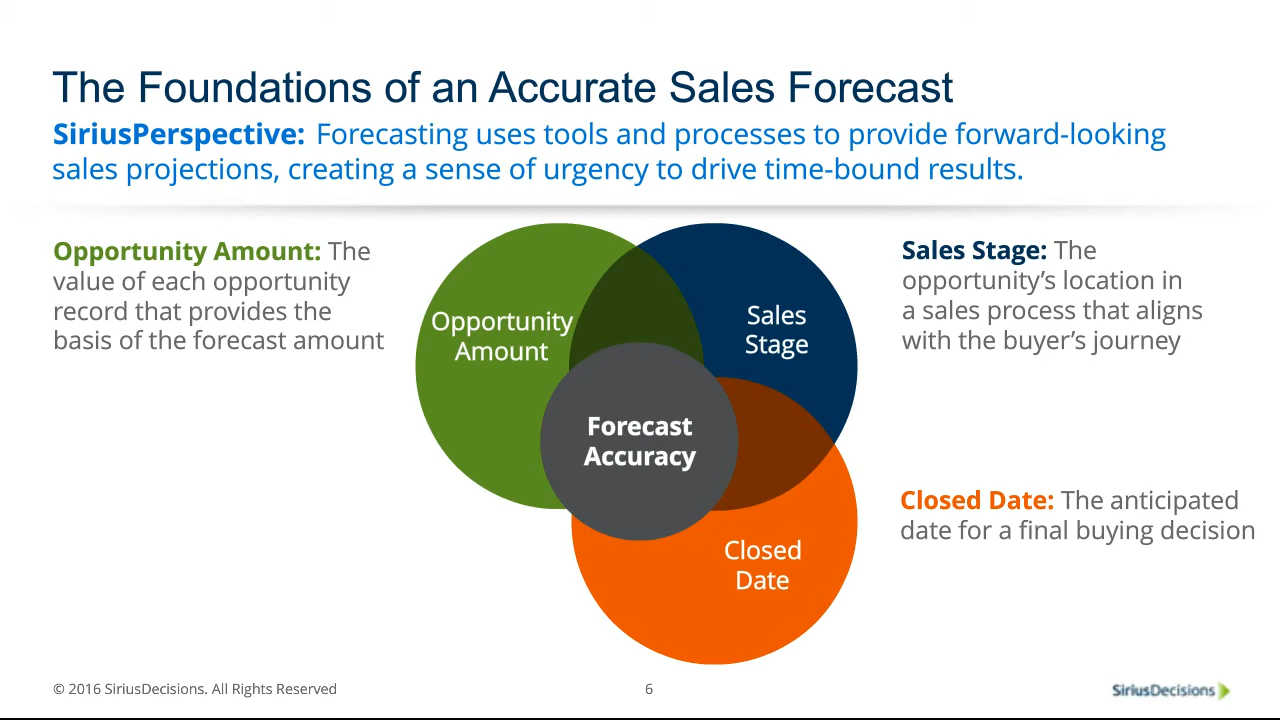 The Foundations of an Accurate Sales Forecast
SiriusPerspective: Forecasting uses tools and processes to provide forward-looking
sales projections, creating a sense of urgency to drive time-bound results.
Opportunity Amount: The
value of each opportunity
record that provides the
basis of the forecast amount
Opportunity
Amount
Sales
Stage
Forecast
Accuracy
Closed
Date
Sales Stage: The
opportunity’s location in
a sales process that aligns
with the buyer’s journey
Closed Date: The anticipated
date for a final buying decision
© 2016 SiriusDecisions. All Rights Reserved
6
SiriusDecisions